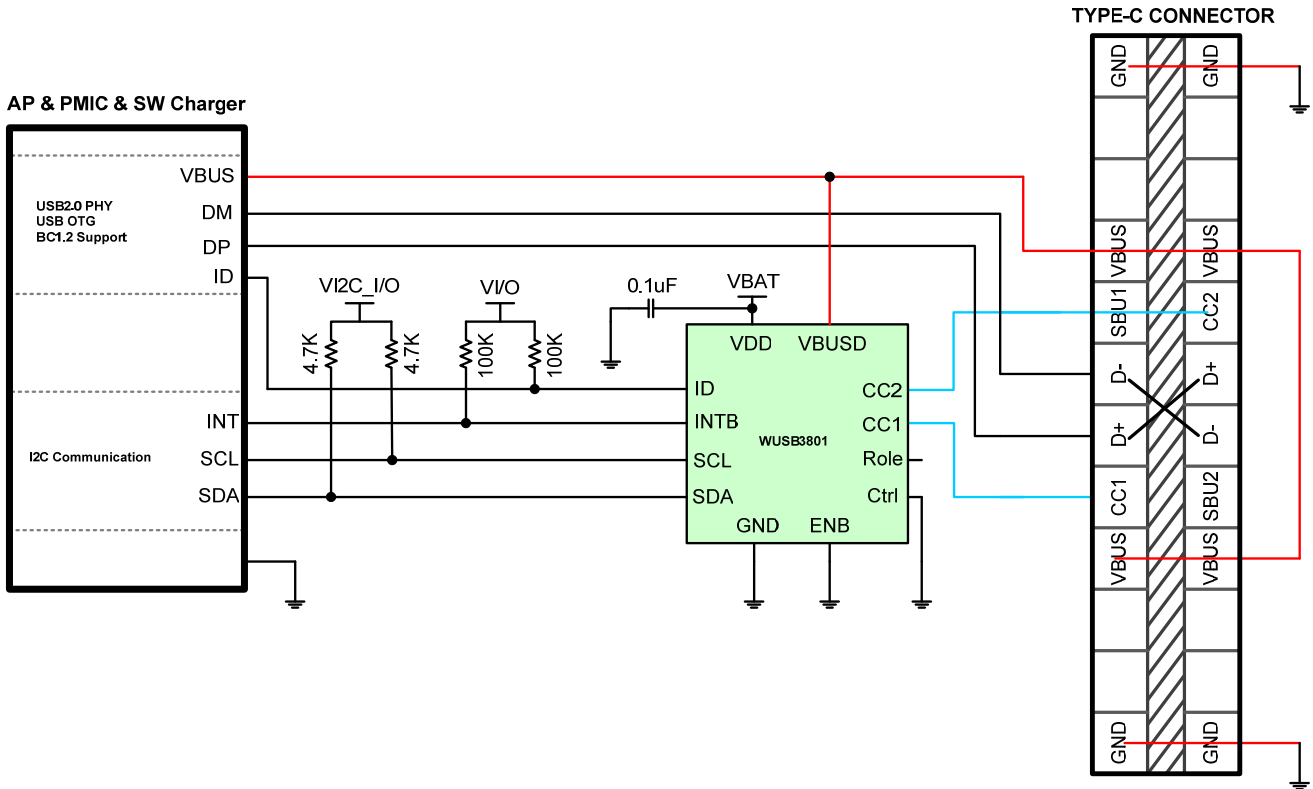 TYPE-C CONNECTOR
AP & PMIC & SW Charger
USB2.0 PHY
USB OTG
BC1.2 Support
VBUS
DM
DP
ID
I2C Communication
INT
SCL
SDA
VI2C_I/O
4.7K
4.7K
VI/O
100K
100K
0.1uF
VBAT
VDD
VBUSD
ID
INTB
SCL
SDA
GND
ENB
CC2
CC1
Role
Ctrl
WUSB3801
GND
GND
VBUS
VBUS
SBU1
CC2
D-
D+
D+
D-
CC1
SBU2
VBUS
VBUS
GND
GND